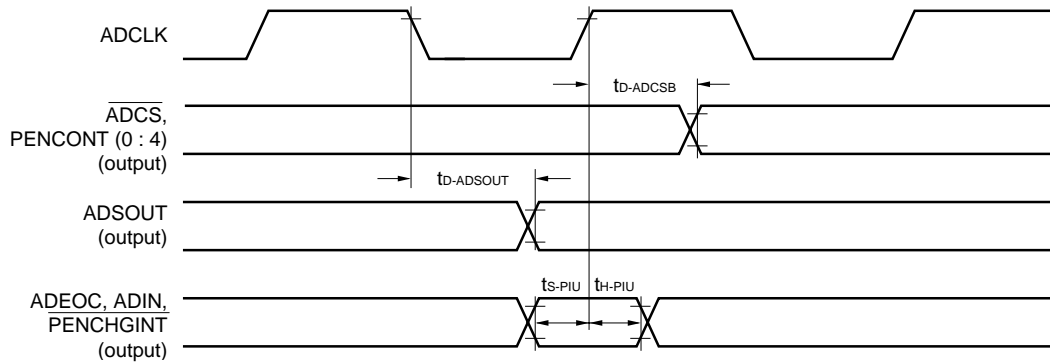 ADCLK
tD-ADCSB
ADCS,
PENCONT (0 : 4)
(output)
tD-ADSOUT
ADSOUT
(output)
tS-PIU tH-PIU
ADEOC, ADIN,
PENCHGINT
(output)